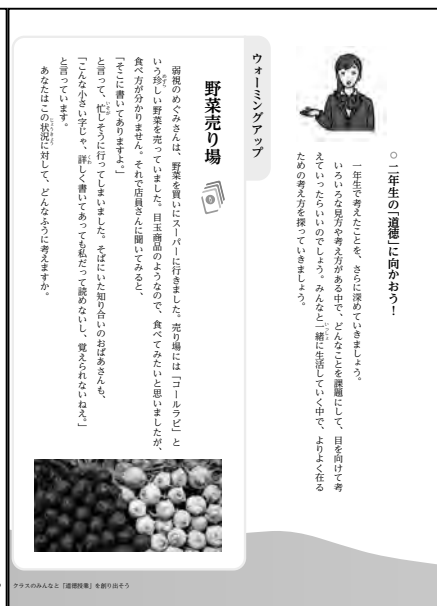 ○ 二年生の「道徳」に向かおう！
一年生で考えたことを、さらに深めていきましょう。
いろいろな見方や考え方がある中で、どんなことを課題にして、目を向けて考
えていったらいいのでしょう。みんなと一緒に生活していく中で、よりよく在る
ための考え方を探っていきましょう。
ウォーミングアップ
野菜売り場
弱視のめぐみさんは、野菜を買いにスーパーに行きました。売り場には「コールラビ」と
いう珍しい野菜を売っていました。目玉商品のようなので、食べてみたいと思いましたが、
食べ方が分かりません。それで店員さんに聞いてみると、
「そこに書いてありますよ。」
と言って、忙しそうに行ってしまいました。そばにいた知り合いのおばあさんも、
「こんな小さい字じゃ、詳しく書いてあっても私だって読めないし、覚えられないねえ。」
と言っています。
あなたはこの状況に対して、どんなふうに考えますか。
クラスのみんなと「道徳授業」を創り出そう